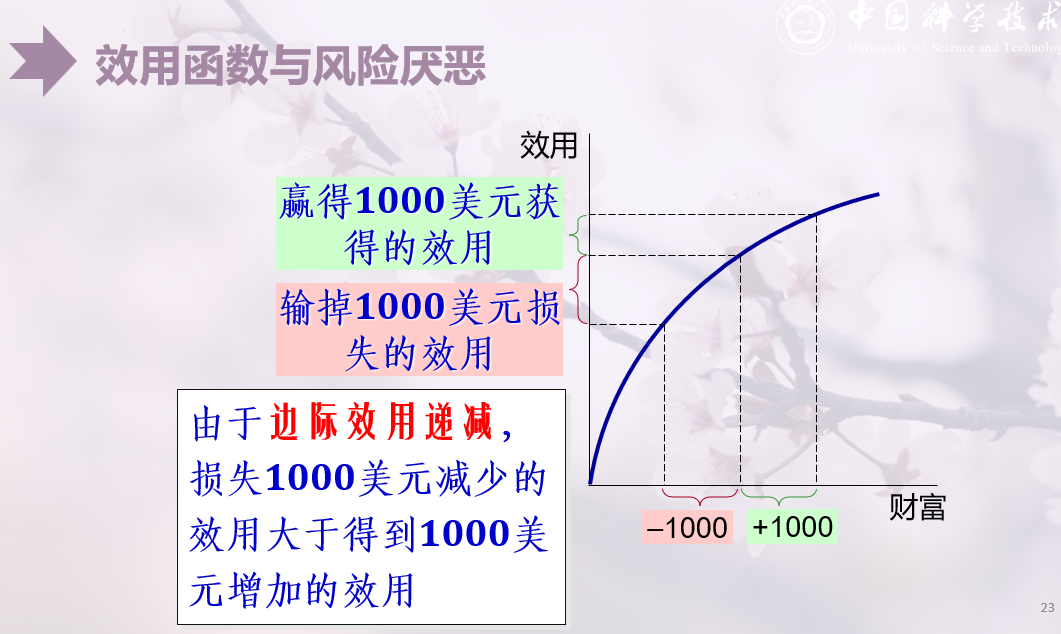 中国科学技术
University of Science and Technolog
效用函数与风险厌恶
效用
赢得1000美元获
得的效用
输掉1000美元损
失的效用
由于边际效用递减，
损失1000美元减少的
效用大于得到1000美
元增加的效用
财富
–1000
+1000
23